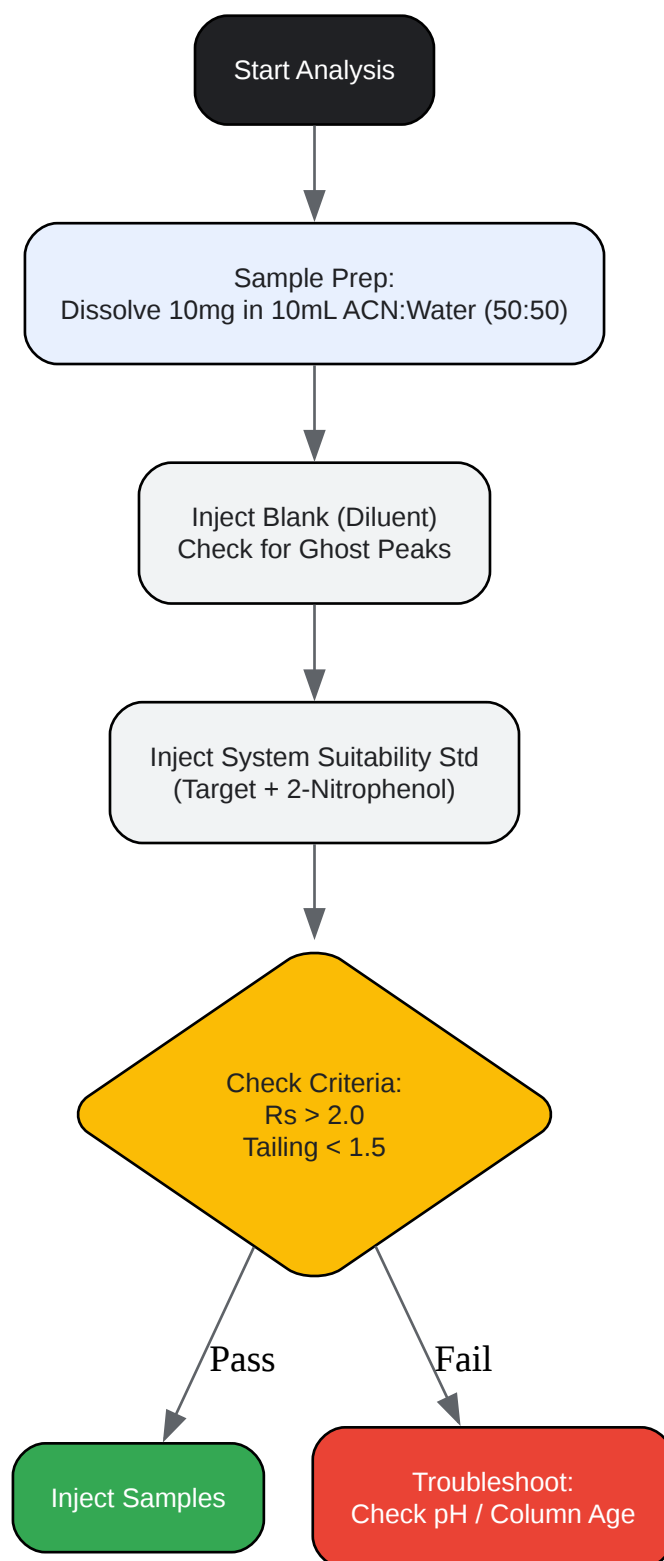 Start Analysis
Sample Prep:
Dissolve 10mg in 10mL ACN:Water (50:50)
Inject Blank (Diluent)
Check for Ghost Peaks
Inject System Suitability Std
(Target + 2-Nitrophenol)
Check Criteria:
Rs > 2.0
Tailing < 1.5
Pass
Fail
Inject Samples
Troubleshoot:
Check pH / Column Age